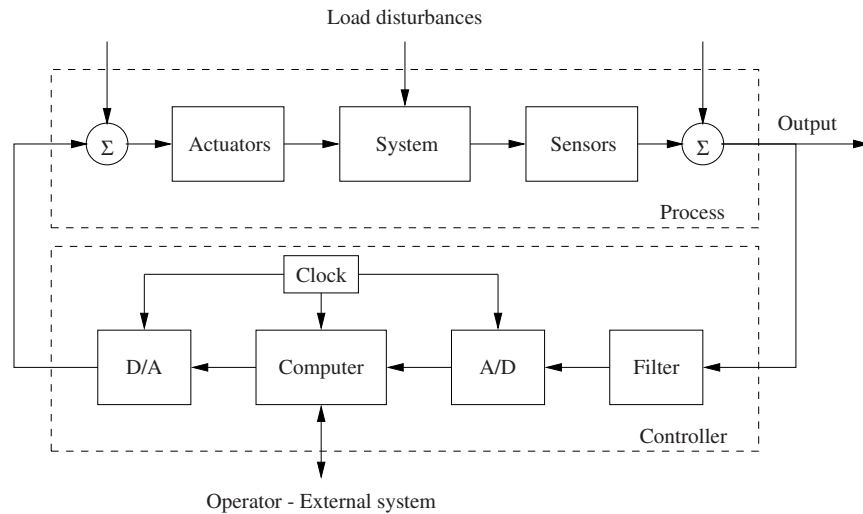 Load disturbances
Output
Σ
Actuators
System
Sensors
Σ
Process
Clock
D/A
Computer
A/D
Filter
Controller
Operator - External system